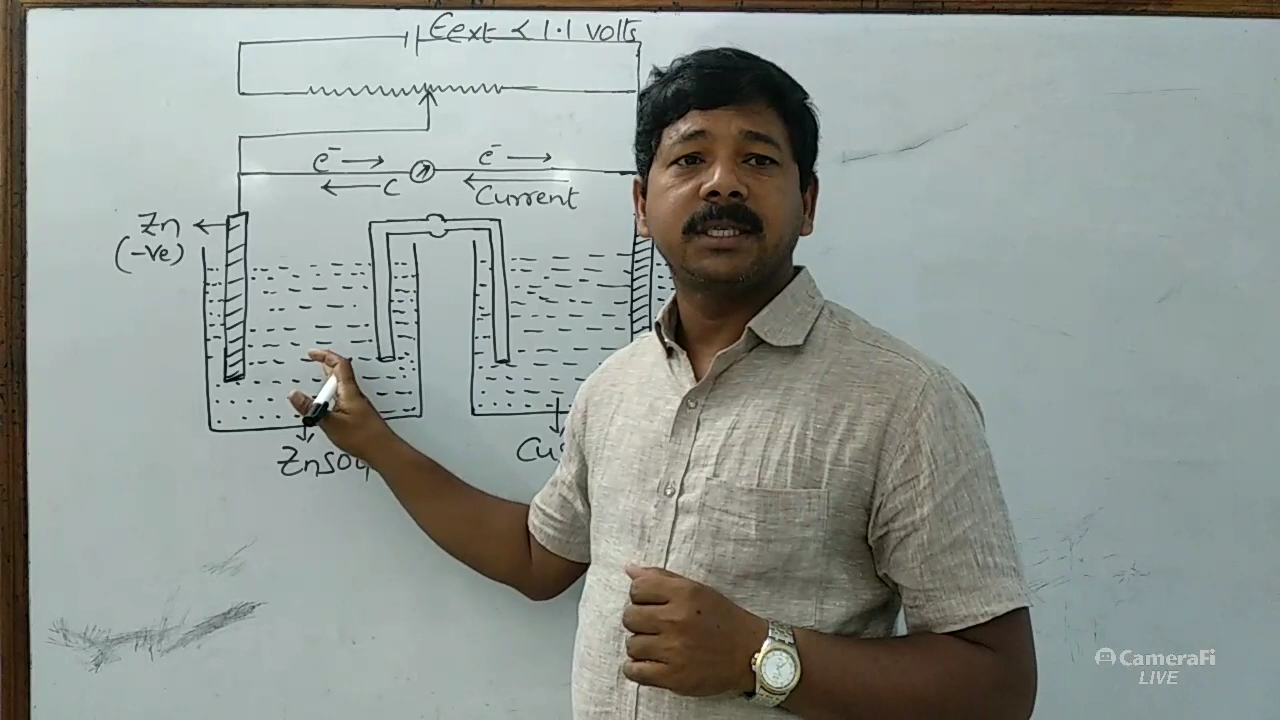 Eext < 1.1 volts
e⁻ → e⁻ →
← C ← Current
Zn
(-ve)
ZnSO4
CameraFi
LIVE